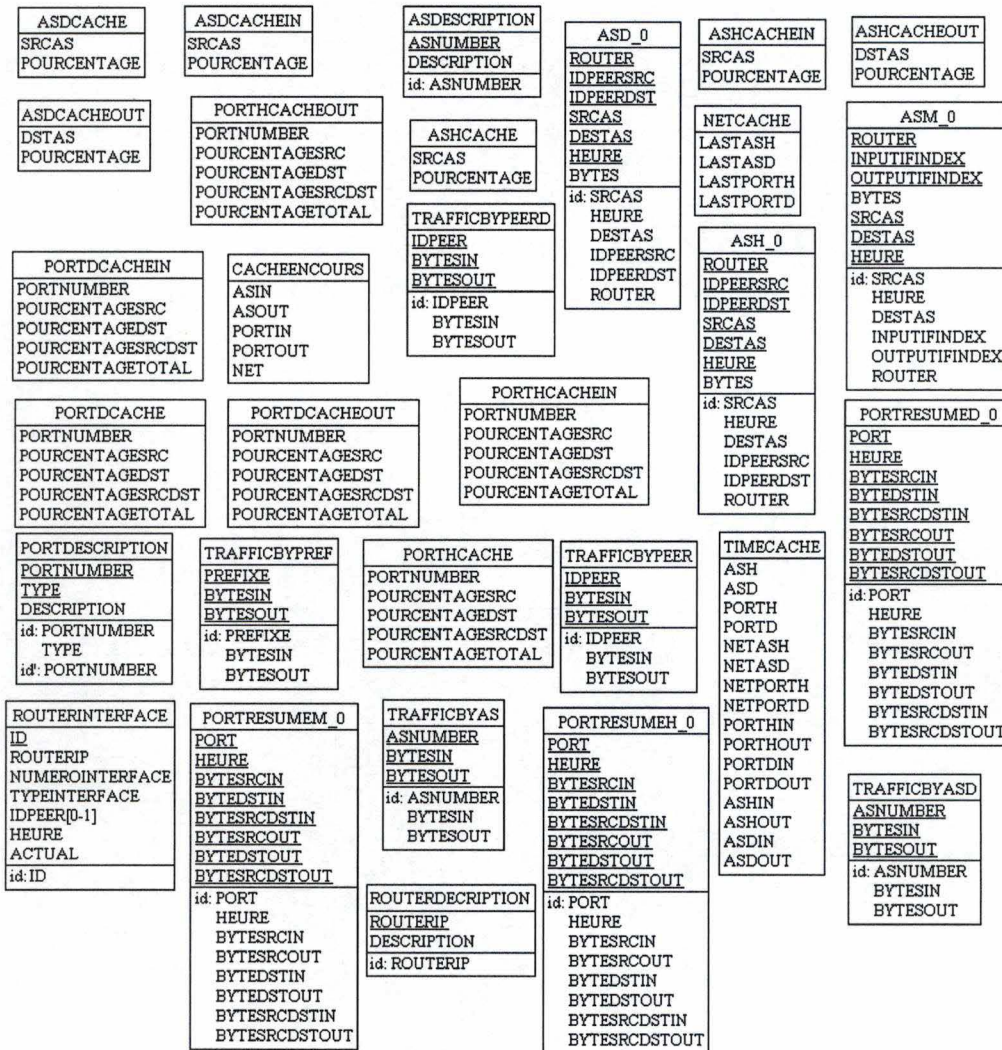 ASDCACHE
SRCAS
POURCENTAGE
ASDCACHEIN
SRCAS
POURCENTAGE
ASDESCRIPTION
ASNUMBER
DESCRIPTION
id: ASNUMBER
ASD_0
ROUTER
IDPEERSRC
IDPEERDST
SRCAS
DESTAS
HEURE
BYTES
id: SRCAS
HEURE
DESTAS
IDPEERSRC
IDPEERDST
ROUTER
ASHCACHEIN
SRCAS
POURCENTAGE
ASHCACHEOUT
DSTAS
POURCENTAGE
ASDCACHEOUT
DSTAS
POURCENTAGE
PORTHCACHEOUT
PORTNUMBER
POURCENTAGESRC
POURCENTAGEDST
POURCENTAGESRCDST
POURCENTAGETOTAL
ASHCACHE
SRCAS
POURCENTAGE
NETCACHE
LASTASH
LASTASD
LASTPORTH
LASTPORTD
ASM_0
ROUTER
INPUTIFINDEX
OUTPUTIFINDEX
BYTES
SRCAS
DESTAS
HEURE
id: SRCAS
HEURE
DESTAS
INPUTIFINDEX
OUTPUTIFINDEX
ROUTER
TRAFFICBYPEERD
IDPEER
BYTESIN
BYTESOUT
id: IDPEER
BYTESIN
BYTESOUT
ASH_0
ROUTER
IDPEERSRC
IDPEERDST
SRCAS
DESTAS
HEURE
BYTES
id: SRCAS
HEURE
DESTAS
IDPEERSRC
IDPEERDST
ROUTER
PORTDCACHEIN
PORTNUMBER
POURCENTAGESRC
POURCENTAGEDST
POURCENTAGESRCDST
POURCENTAGETOTAL
CACHEENCOURS
ASIN
ASOUT
PORTIN
PORTOUT
NET
PORTHCACHEIN
PORTNUMBER
POURCENTAGESRC
POURCENTAGEDST
POURCENTAGESRCDST
POURCENTAGETOTAL
PORTDCACHE
PORTNUMBER
POURCENTAGESRC
POURCENTAGEDST
POURCENTAGESRCDST
POURCENTAGETOTAL
PORTDCACHEOUT
PORTNUMBER
POURCENTAGESRC
POURCENTAGEDST
POURCENTAGESRCDST
POURCENTAGETOTAL
PORTRESUMED_0
PORT
HEURE
BYTESRCIN
BYTEDSTIN
BYTESRCDSTIN
BYTESRCOUT
BYTEDSTOUT
BYTESRCDSTOUT
id: PORT
HEURE
BYTESRCIN
BYTESRCOUT
BYTEDSTIN
BYTEDSTOUT
BYTESRCDSTIN
BYTESRCDSTOUT
PORTDESCRIPTION
PORTNUMBER
TYPE
DESCRIPTION
id: PORTNUMBER
TYPE
id': PORTNUMBER
TRAFFICBYPREF
PREFIXE
BYTESIN
BYTESOUT
id: PREFIXE
BYTESIN
BYTESOUT
PORTHCACHE
PORTNUMBER
POURCENTAGESRC
POURCENTAGEDST
POURCENTAGESRCDST
POURCENTAGETOTAL
TRAFFICBYPEER
IDPEER
BYTESIN
BYTESOUT
id: IDPEER
BYTESIN
BYTESOUT
TIMECACHE
ASH
ASD
PORTH
PORTD
NETASH
NETASD
NETPORTH
NETPORTD
PORTHIN
PORTHOUT
PORTDIN
PORTDOUT
ASHIN
ASHOUT
ASDIN
ASDOUT
ROUTERINTERFACE
ID
ROUTERIP
NUMEROINTERFACE
TYPEINTERFACE
IDPEER[0-1]
HEURE
ACTUAL
id: ID
PORTRESUMEM_0
PORT
HEURE
BYTESRCIN
BYTEDSTIN
BYTESRCDSTIN
BYTESRCOUT
BYTEDSTOUT
BYTESRCDSTOUT
id: PORT
HEURE
BYTESRCIN
BYTESRCOUT
BYTEDSTIN
BYTEDSTOUT
BYTESRCDSTIN
BYTESRCDSTOUT
TRAFFICBYAS
ASNUMBER
BYTESIN
BYTESOUT
id: ASNUMBER
BYTESIN
BYTESOUT
PORTRESUMEH_0
PORT
HEURE
BYTESRCIN
BYTEDSTIN
BYTESRCDSTIN
BYTESRCOUT
BYTEDSTOUT
BYTESRCDSTOUT
id: PORT
HEURE
BYTESRCIN
BYTESRCOUT
BYTEDSTIN
BYTEDSTOUT
BYTESRCDSTIN
BYTESRCDSTOUT
TRAFFICBYASD
ASNUMBER
BYTESIN
BYTESOUT
id: ASNUMBER
BYTESIN
BYTESOUT
ROUTERDECRIPTION
ROUTERIP
DESCRIPTION
id: ROUTERIP